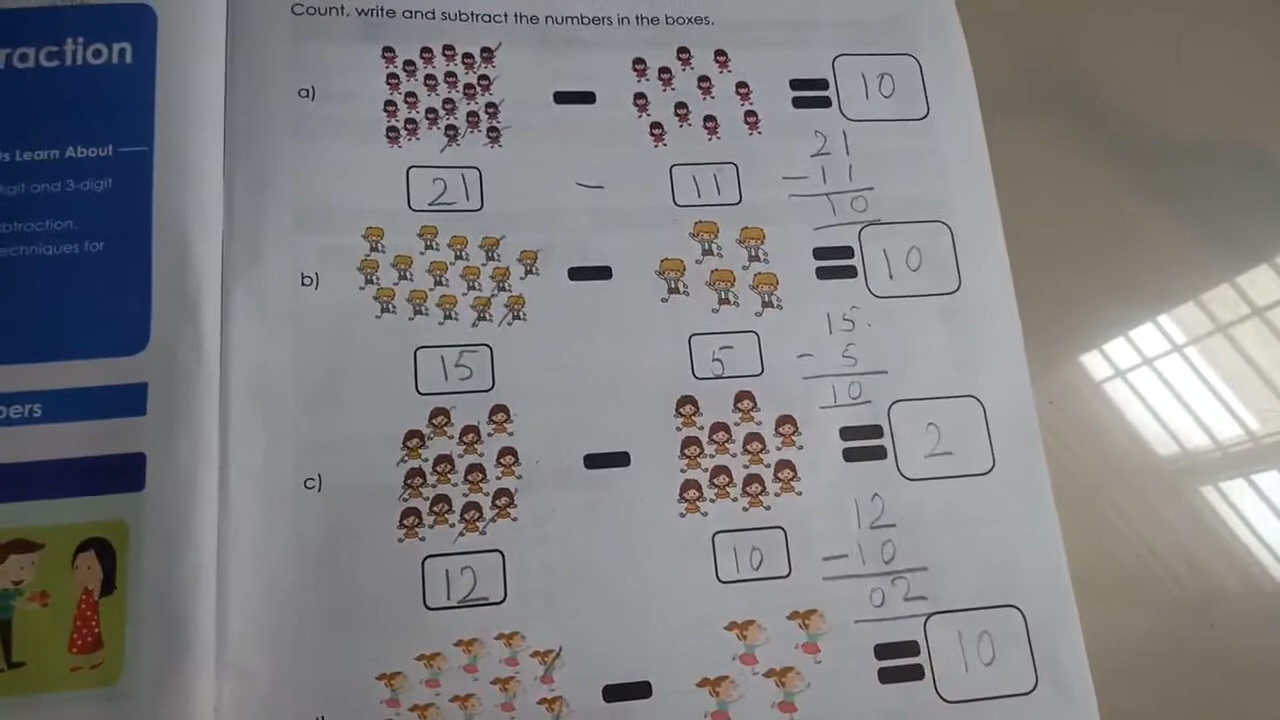 Count, write and subtract the numbers in the boxes.
raction
s Learn About
igit and 3-digit
btraction.
echniques for
bers
a)
10
21
-11
10
21
–
11
b)
10
15.
- 5
10
15
5
c)
2
12
-10
02
12
10
10